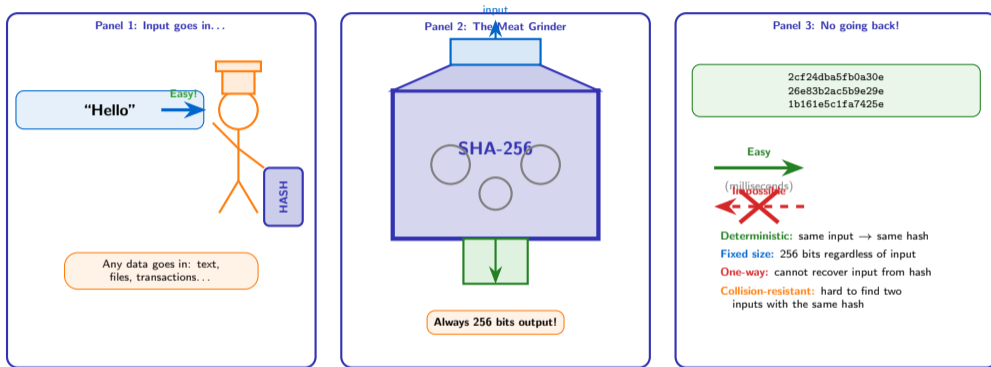 Panel 1: Input goes in...
“Hello”
Easy!
HASH
Any data goes in: text,
files, transactions...
input
Panel 2: The Meat Grinder
SHA-256
Always 256 bits output!
Panel 3: No going back!
2cf24dba5fb0a30e
26e83b2ac5b9e29e
1b161e5c1fa7425e
Easy
(milliseconds)
Impossible
Deterministic: same input → same hash
Fixed size: 256 bits regardless of input
One-way: cannot recover input from hash
Collision-resistant: hard to find two
inputs with the same hash